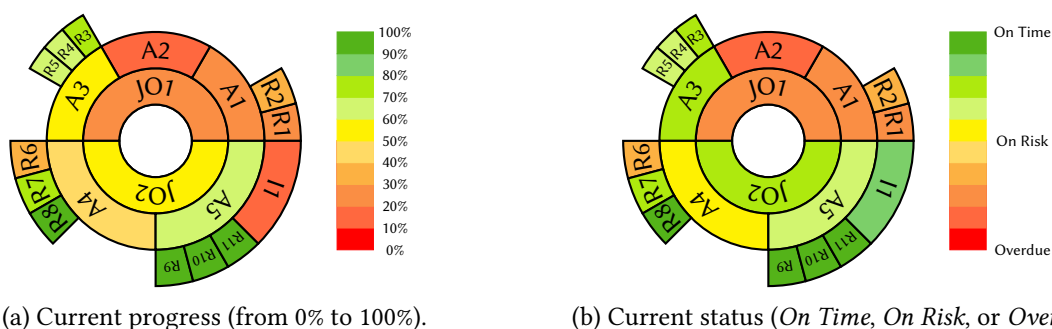 100%
90%
80%
70%
60%
50%
40%
30%
20%
10%
0%
JO1
A2
A1
A3
R3
R4
R5
R2
R1
JO2
A4
A5
R6
R7
R8
R9
R10
R11
I1
(a) Current progress (from 0% to 100%).
On Time
On Risk
Overdue
JO1
A2
A1
A3
R3
R4
R5
R2
R1
JO2
A4
A5
R6
R7
R8
R9
R10
R11
I1
(b) Current status (On Time, On Risk, or Over